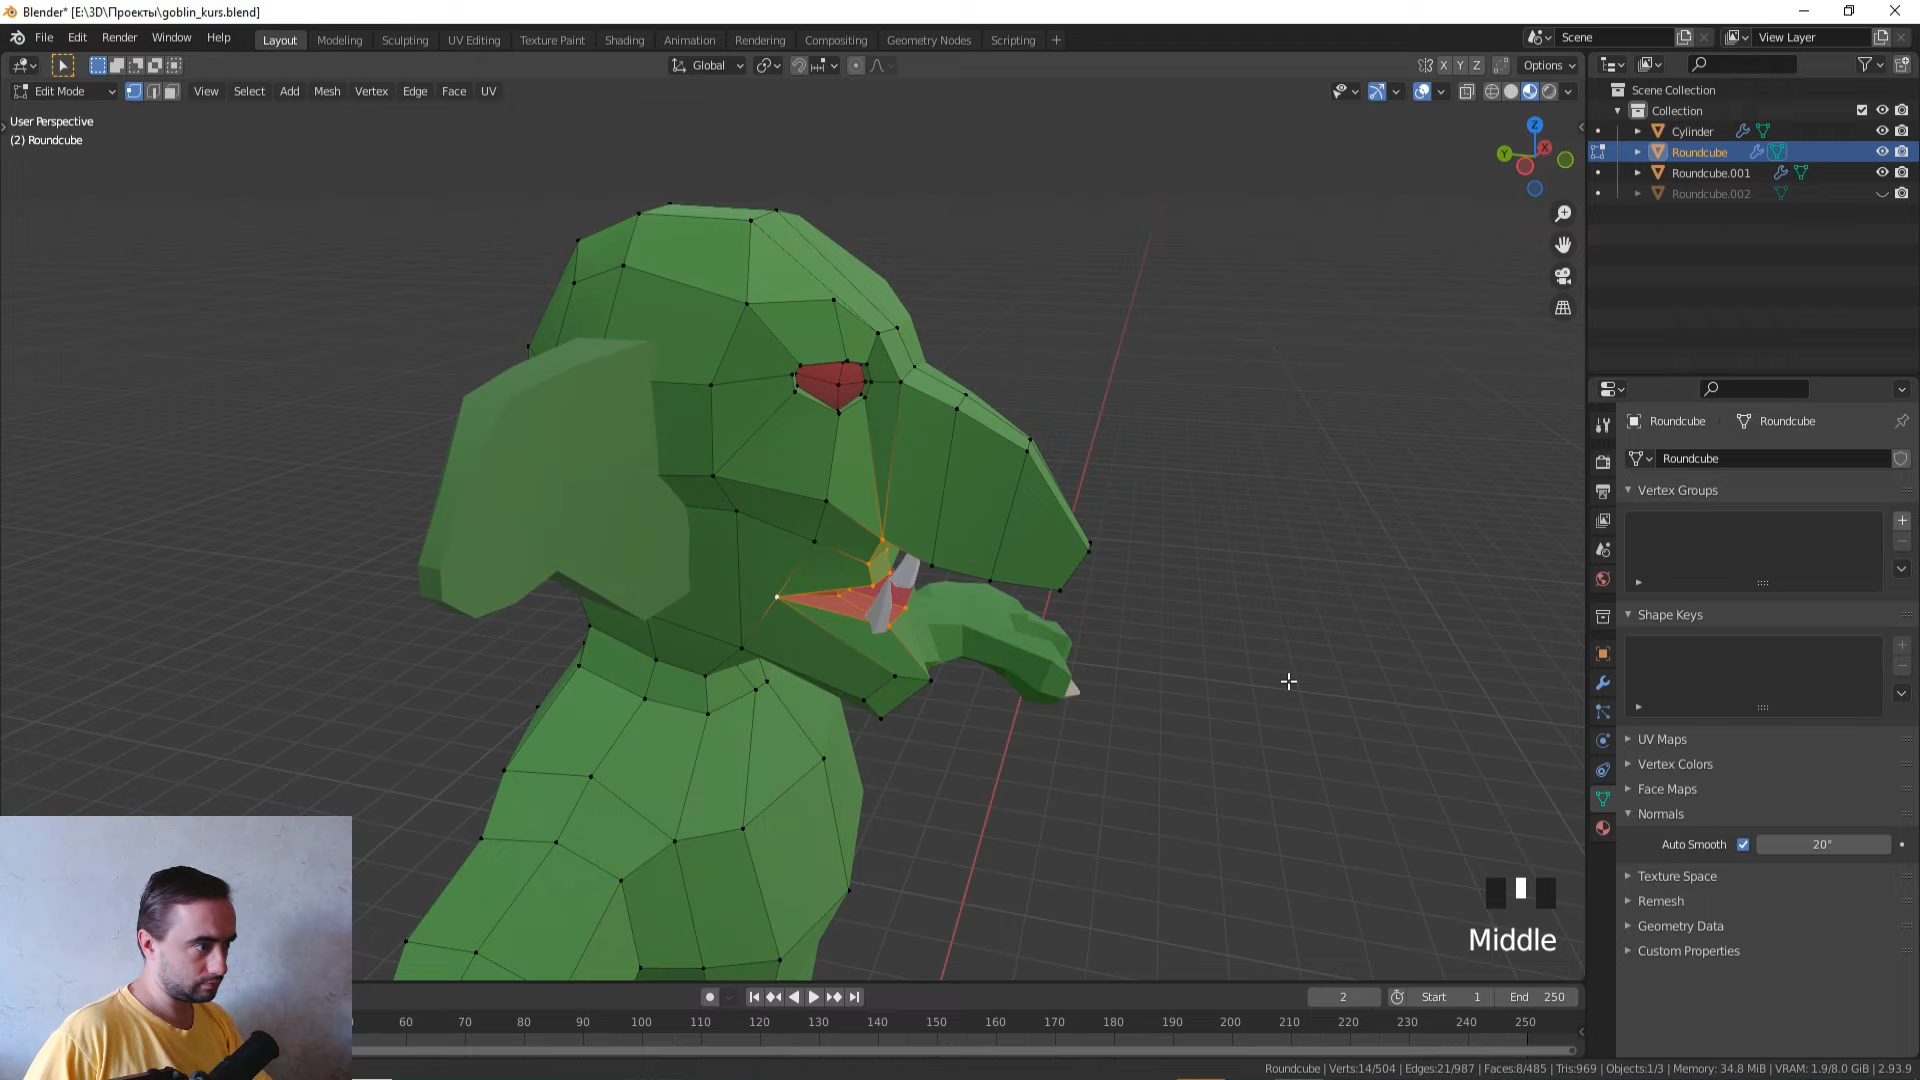 Blender* [E:\3D\Проекты\goblin_kurs.blend]
File Edit Render Window Help
Layout Modeling Sculpting UV Editing Texture Paint Shading Animation Rendering Compositing Geometry Nodes Scripting +
Scene
View Layer
Global
X Y Z
Options
Edit Mode
View Select Add Mesh Vertex Edge Face UV
User Perspective
(2) Roundcube
Z
Y
X
Scene Collection
Collection
Cylinder
Roundcube
Roundcube.001
Roundcube.002
Roundcube
Roundcube
Roundcube
Vertex Groups
Shape Keys
UV Maps
Vertex Colors
Face Maps
Normals
Auto Smooth
20°
Texture Space
Remesh
Geometry Data
Custom Properties
Middle
2
Start 1
End 250
60 70 80 90 100 110 120 130 140 150 160 170 180 190 200 210 220 230 240 250
Roundcube | Verts:14/504 | Edges:21/987 | Faces:8/485 | Tris:969 | Objects:1/3 | Memory: 34.8 MiB | VRAM: 1.9/8.0 GiB | 2.93.9